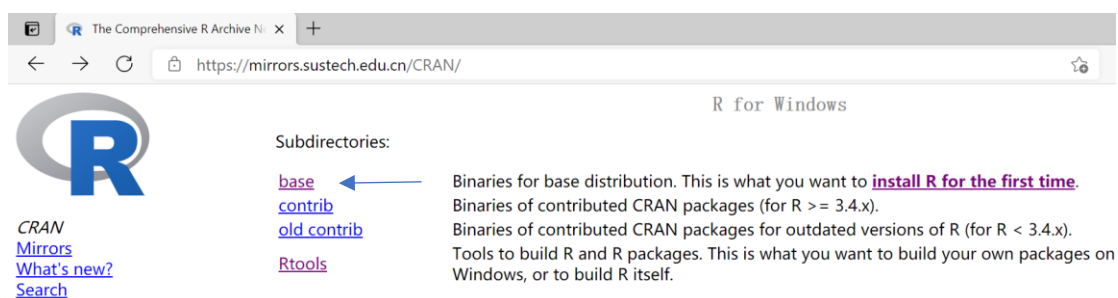 The Comprehensive R Archive Ne
https://mirrors.sustech.edu.cn/CRAN/
R
R for Windows
Subdirectories:
base Binaries for base distribution. This is what you want to install R for the first time.
contrib Binaries of contributed CRAN packages (for R >= 3.4.x).
old contrib Binaries of contributed CRAN packages for outdated versions of R (for R < 3.4.x).
Rtools Tools to build R and R packages. This is what you want to build your own packages on
Windows, or to build R itself.
CRAN
Mirrors
What's new?
Search